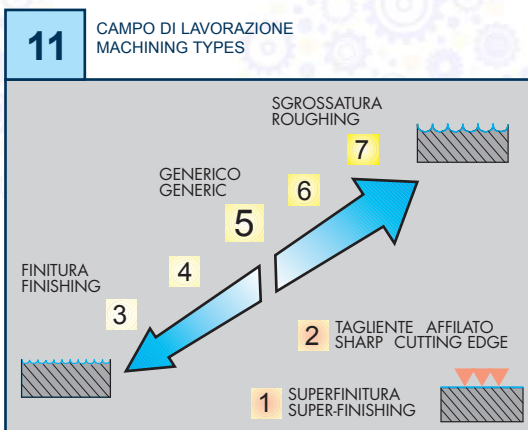 11
CAMPO DI LAVORAZIONE
MACHINING TYPES
SGROSSATURA
ROUGHING
7
6
GENERICO
GENERIC
5
4
FINITURA
FINISHING
3
2
TAGLIENTE AFFILATO
SHARP CUTTING EDGE
1
SUPERFINITURA
SUPER-FINISHING